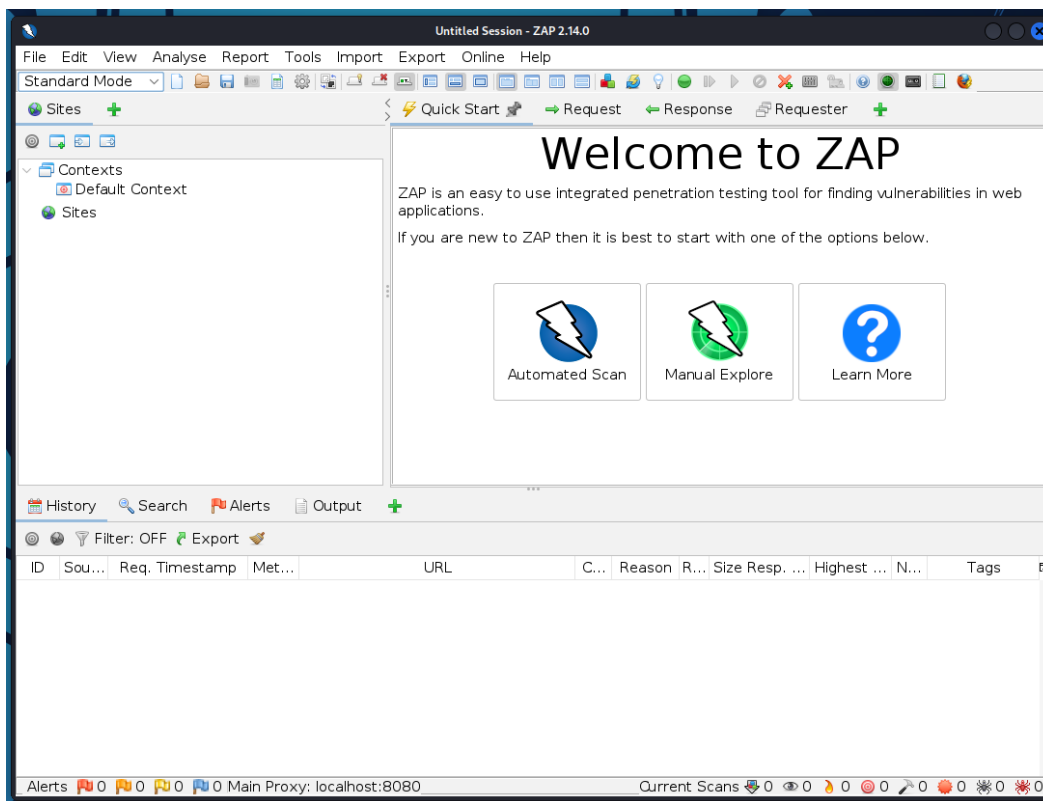 Untitled Session - ZAP 2.14.0
File Edit View Analyse Report Tools Import Export Online Help
Standard Mode
Sites
Quick Start Request Response Requester
Contexts
Default Context
Sites
Welcome to ZAP
ZAP is an easy to use integrated penetration testing tool for finding vulnerabilities in web
applications.
If you are new to ZAP then it is best to start with one of the options below.
Automated Scan Manual Explore Learn More
History Search Alerts Output
Filter: OFF Export
ID Sou... Req. Timestamp Met... URL C... Reason R... Size Resp. ... Highest ... N... Tags
Alerts 0 0 0 0 Main Proxy: localhost:8080 Current Scans 0 0 0 0 0 0 0 0